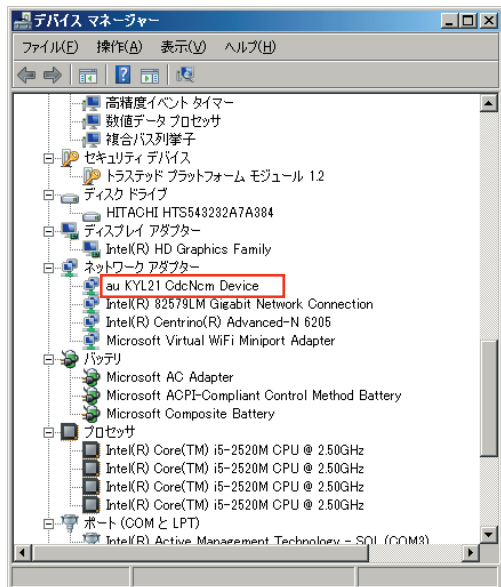 デバイス マネージャー
ファイル(F) 操作(A) 表示(V) ヘルプ(H)
高精度イベント タイマー
数値データ プロセッサ
複合バス列挙子
セキュリティ デバイス
トラステッド プラットフォーム モジュール 1.2
ディスク ドライブ
HITACHI HTS543232A7A384
ディスプレイ アダプター
Intel(R) HD Graphics Family
ネットワーク アダプター
au KYL21 CdcNcm Device
Intel(R) 82579LM Gigabit Network Connection
Intel(R) Centrino(R) Advanced-N 6205
Microsoft Virtual WiFi Miniport Adapter
バッテリ
Microsoft AC Adapter
Microsoft ACPI-Compliant Control Method Battery
Microsoft Composite Battery
プロセッサ
Intel(R) Core(TM) i5-2520M CPU @ 2.50GHz
Intel(R) Core(TM) i5-2520M CPU @ 2.50GHz
Intel(R) Core(TM) i5-2520M CPU @ 2.50GHz
Intel(R) Core(TM) i5-2520M CPU @ 2.50GHz
ポート (COM と LPT)
Intel(R) Active Management Technology - SOL (COM3)